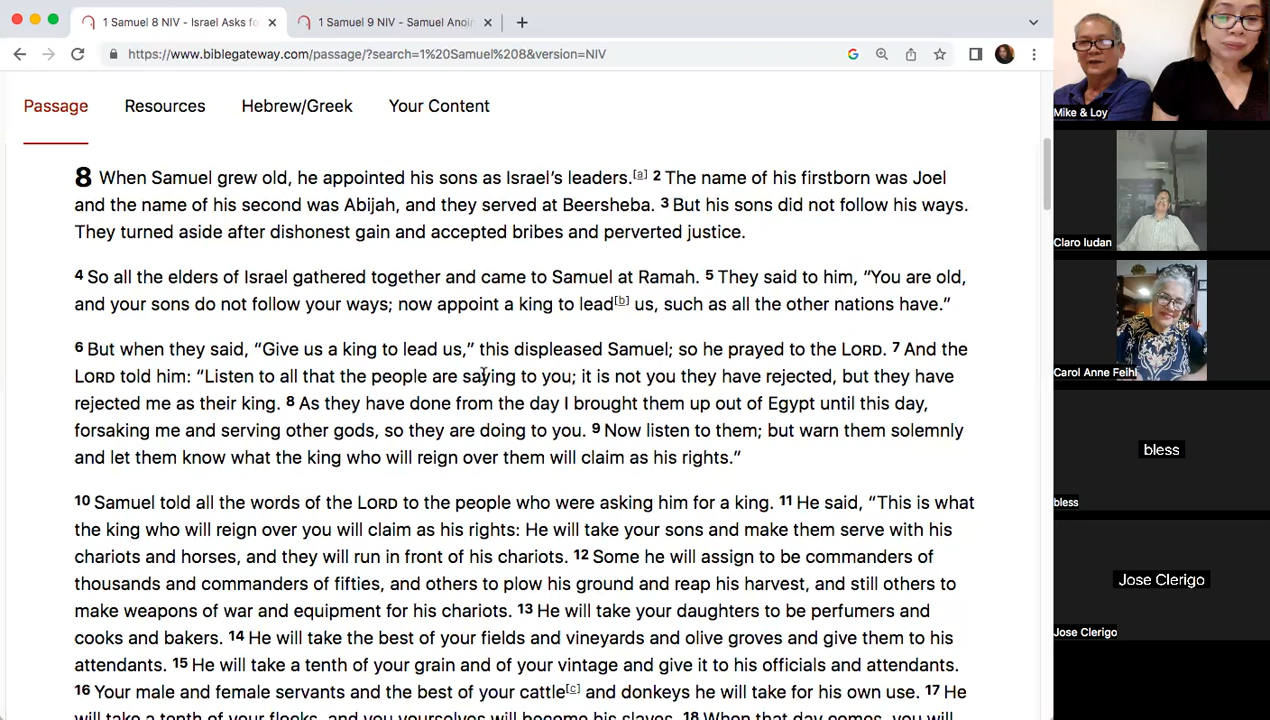 1 Samuel 8 NIV - Israel Asks fo
1 Samuel 9 NIV - Samuel Anoin
https://www.biblegateway.com/passage/?search=1%20Samuel%208&version=NIV
Passage
Resources
Hebrew/Greek
Your Content
8 When Samuel grew old, he appointed his sons as Israel’s leaders.[a] 2 The name of his firstborn was Joel
and the name of his second was Abijah, and they served at Beersheba. 3 But his sons did not follow his ways.
They turned aside after dishonest gain and accepted bribes and perverted justice.
4 So all the elders of Israel gathered together and came to Samuel at Ramah. 5 They said to him, “You are old,
and your sons do not follow your ways; now appoint a king to lead[b] us, such as all the other nations have.”
6 But when they said, “Give us a king to lead us,” this displeased Samuel; so he prayed to the LORD. 7 And the
LORD told him: “Listen to all that the people are saying to you; it is not you they have rejected, but they have
rejected me as their king. 8 As they have done from the day I brought them up out of Egypt until this day,
forsaking me and serving other gods, so they are doing to you. 9 Now listen to them; but warn them solemnly
and let them know what the king who will reign over them will claim as his rights.”
10 Samuel told all the words of the LORD to the people who were asking him for a king. 11 He said, “This is what
the king who will reign over you will claim as his rights: He will take your sons and make them serve with his
chariots and horses, and they will run in front of his chariots. 12 Some he will assign to be commanders of
thousands and commanders of fifties, and others to plow his ground and reap his harvest, and still others to
make weapons of war and equipment for his chariots. 13 He will take your daughters to be perfumers and
cooks and bakers. 14 He will take the best of your fields and vineyards and olive groves and give them to his
attendants. 15 He will take a tenth of your grain and of your vintage and give it to his officials and attendants.
16 Your male and female servants and the best of your cattle[c] and donkeys he will take for his own use. 17 He
will take a tenth of your flocks, and you yourselves will become his slaves. 18 When that day comes, you will
Mike & Loy
Claro Iudan
Carol Anne Feihl
bless
bless
Jose Clerigo
Jose Clerigo